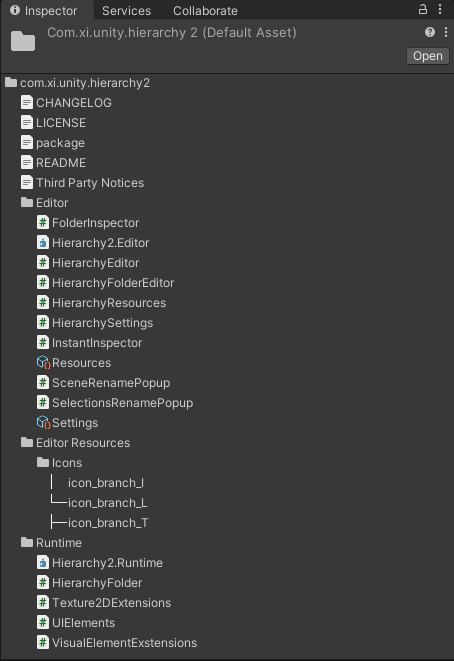 Inspector Services Collaborate
Com.xi.unity.hierarchy 2 (Default Asset)
Open
com.xi.unity.hierarchy2
CHANGELOG
LICENSE
package
README
Third Party Notices
Editor
FolderInspector
Hierarchy2.Editor
HierarchyEditor
HierarchyFolderEditor
HierarchyResources
HierarchySettings
InstantInspector
Resources
SceneRenamePopup
SelectionsRenamePopup
Settings
Editor Resources
Icons
icon_branch_I
icon_branch_L
icon_branch_T
Runtime
Hierarchy2.Runtime
HierarchyFolder
Texture2DExtensions
UIElements
VisualElementExstensions